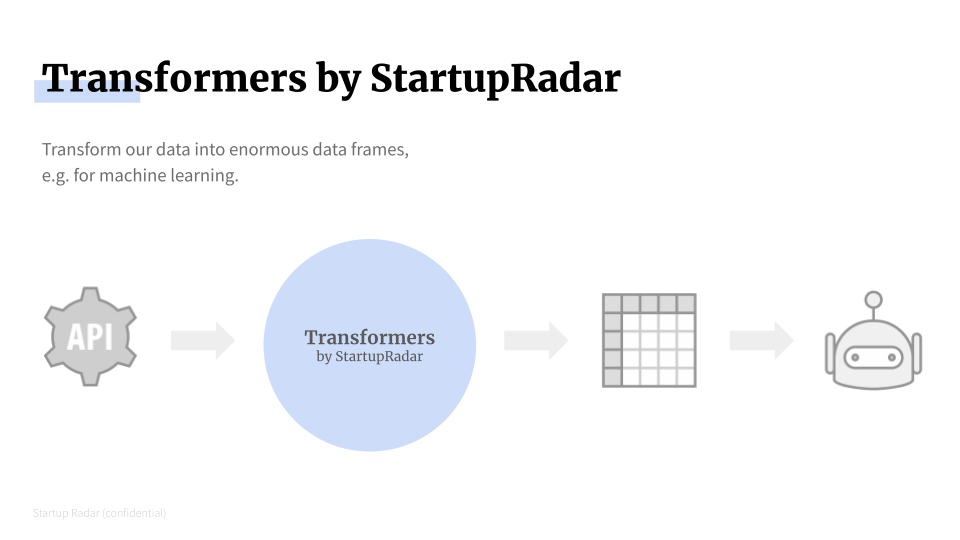 Transformers by StartupRadar
Transform our data into enormous data frames,
e.g. for machine learning.
API
Transformers
by StartupRadar
Startup Radar (confidential)